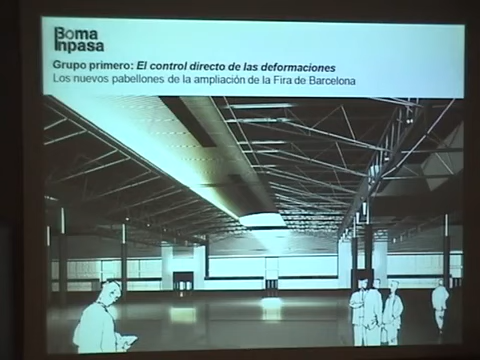 Boma
Inpasa
Grupo primero: El control directo de las deformaciones
Los nuevos pabellones de la ampliación de la Fira de Barcelona